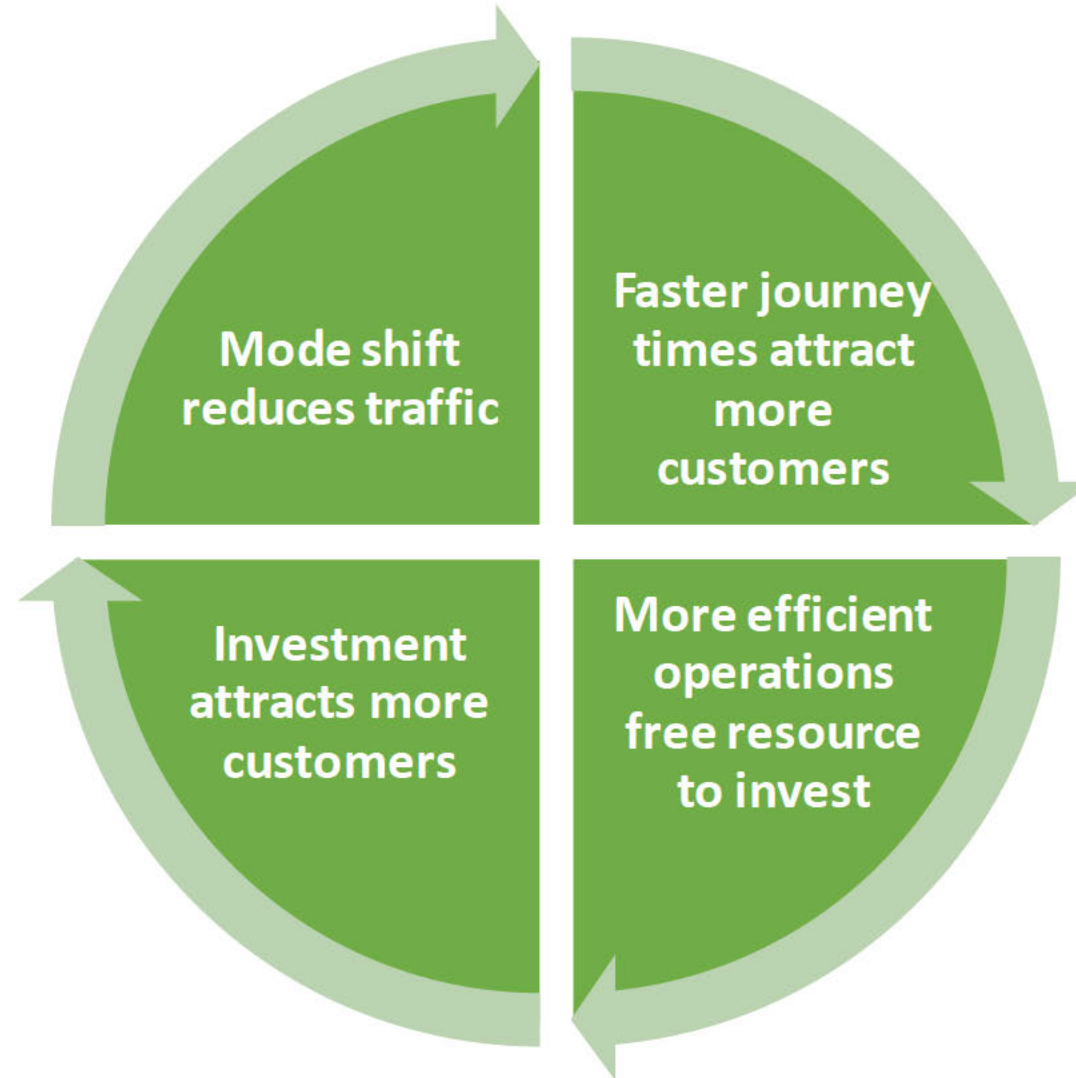 Mode shift
reduces traffic
Faster journey
times attract
more
customers
Investment
attracts more
customers
More efficient
operations
free resource
to invest